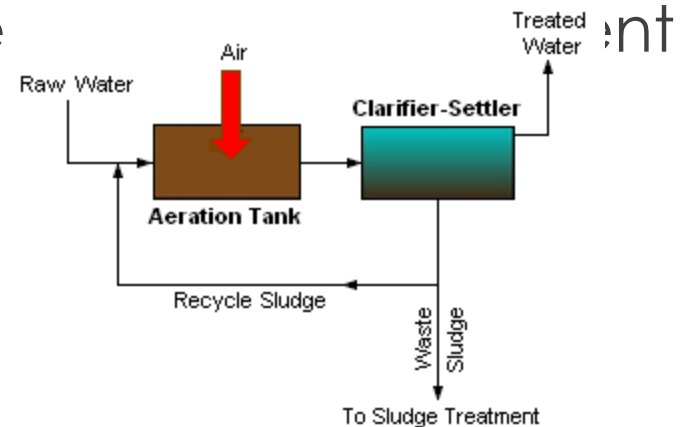 Treated
Water
Air
Raw Water
Clarifier-Settler
Aeration Tank
Recycle Sludge
Waste
Sludge
To Sludge Treatment